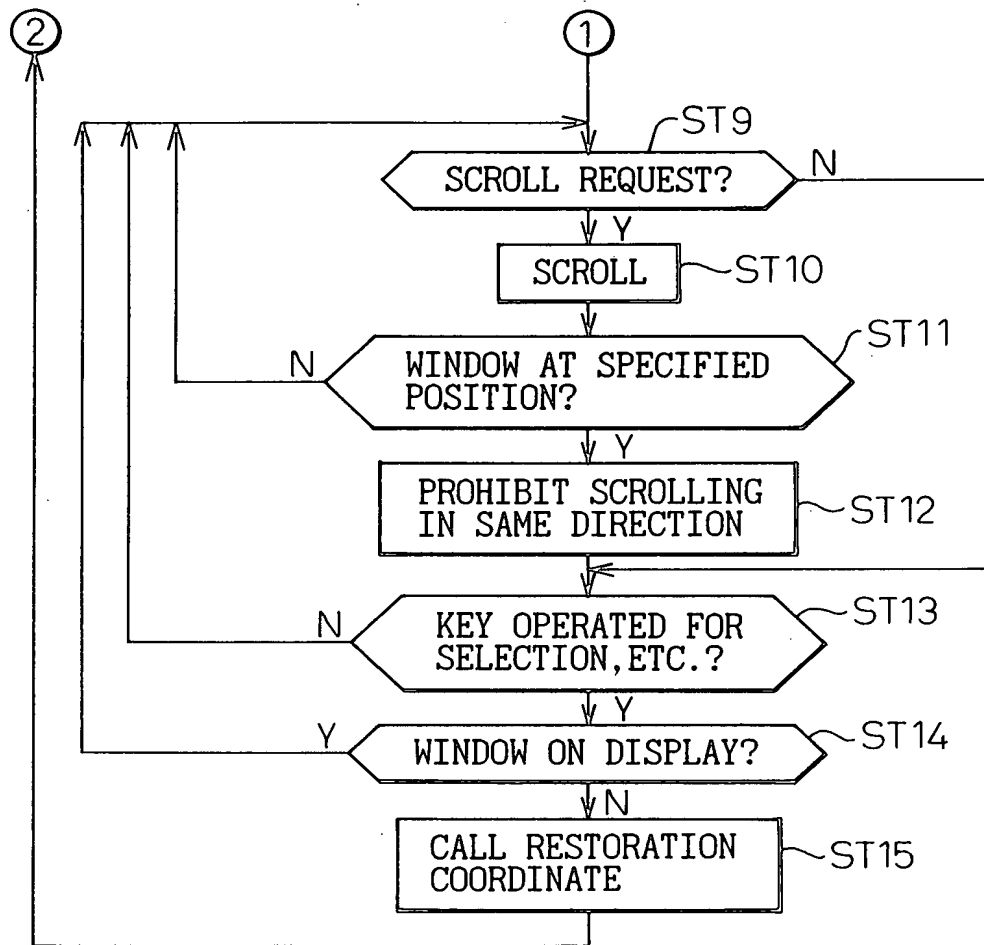 2
1
ST9
SCROLL REQUEST?
N
Y
SCROLL
ST10
ST11
N
WINDOW AT SPECIFIED
POSITION?
Y
PROHIBIT SCROLLING
IN SAME DIRECTION
ST12
ST13
N
KEY OPERATED FOR
SELECTION,ETC.?
Y
Y
WINDOW ON DISPLAY?
ST14
N
CALL RESTORATION
COORDINATE
ST15